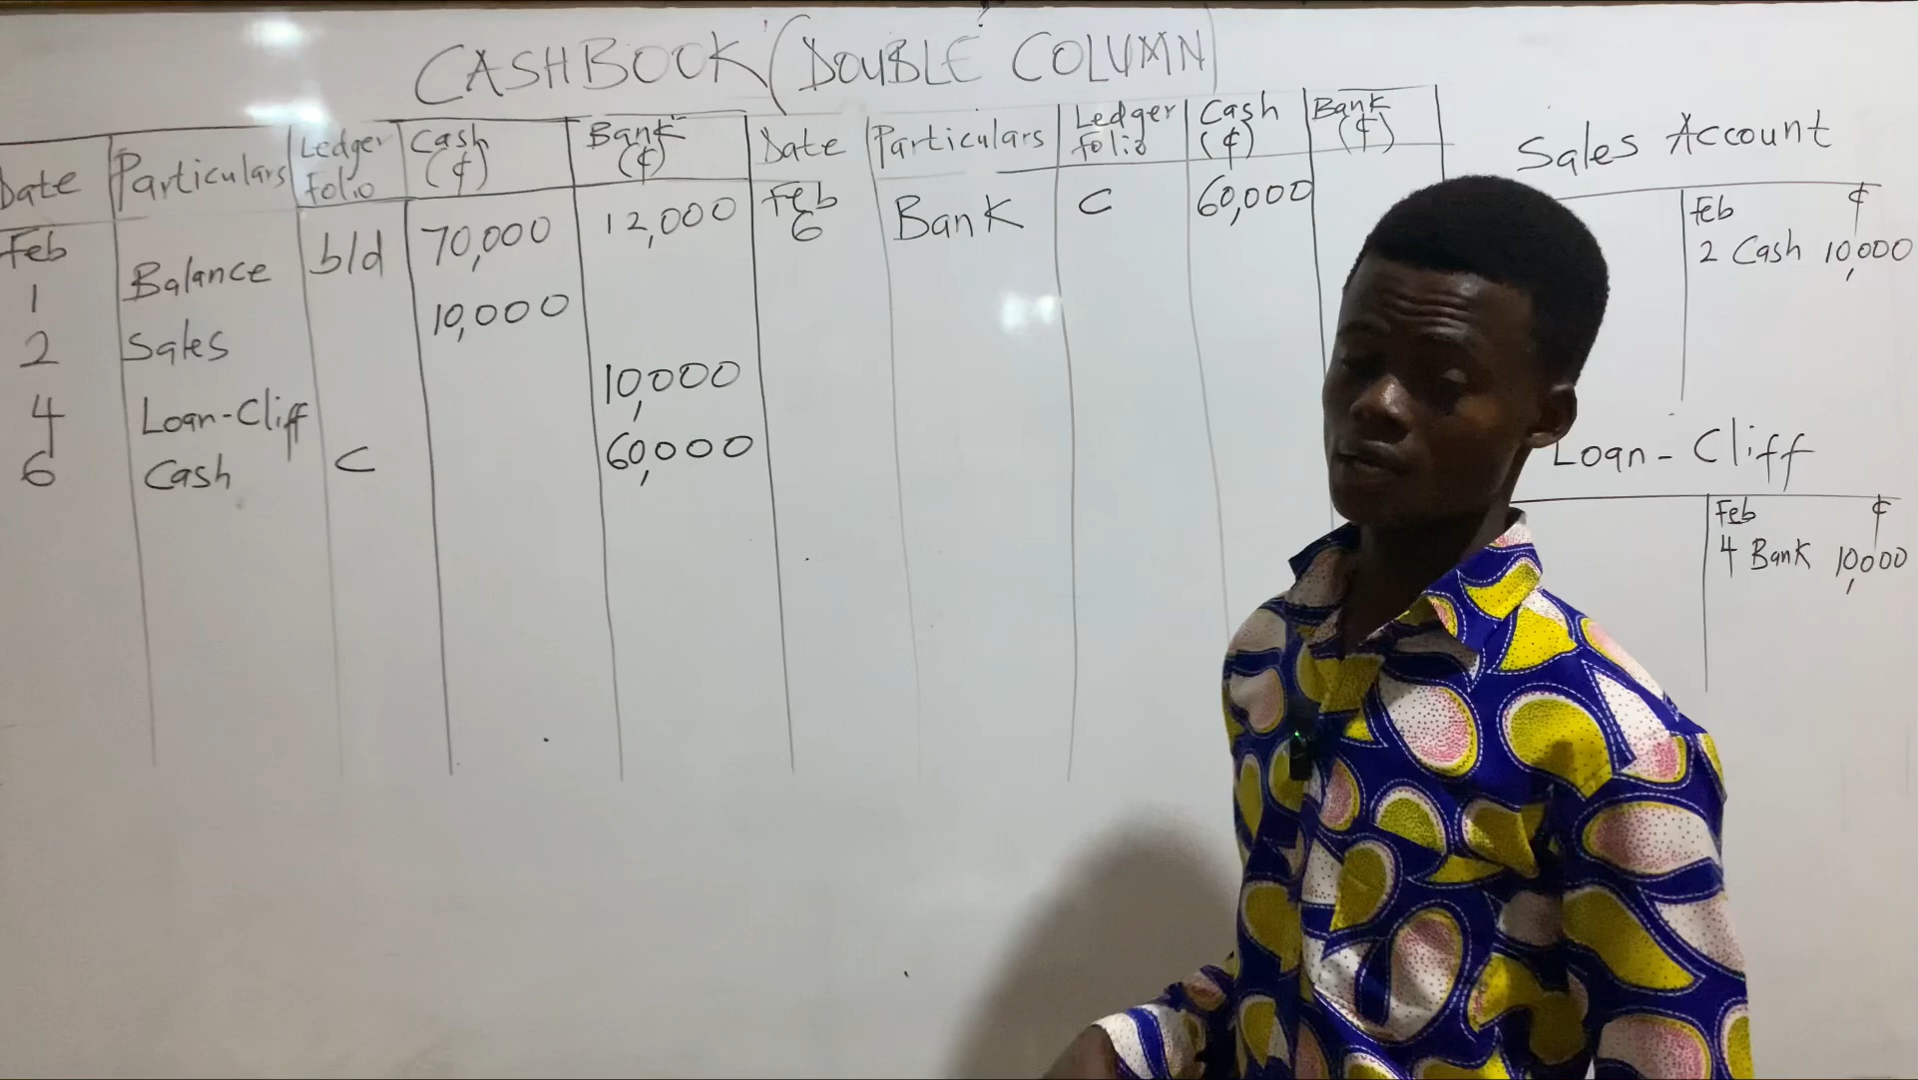 CASHBOOK (DOUBLE COLUMN)
Date Particulars Ledger folio Cash (₵) Bank (₵) Date Particulars Ledger folio Cash (₵) Bank (₵)
Feb 1 Balance b/d 70,000 12,000 Feb 6 Bank C 60,000
2 Sales 10,000
4 Loan-Cliff 10,000
6 Cash C 60,000
Sales Account
Feb ₵
2 Cash 10,000
Loan-Cliff
Feb ₵
4 Bank 10,000